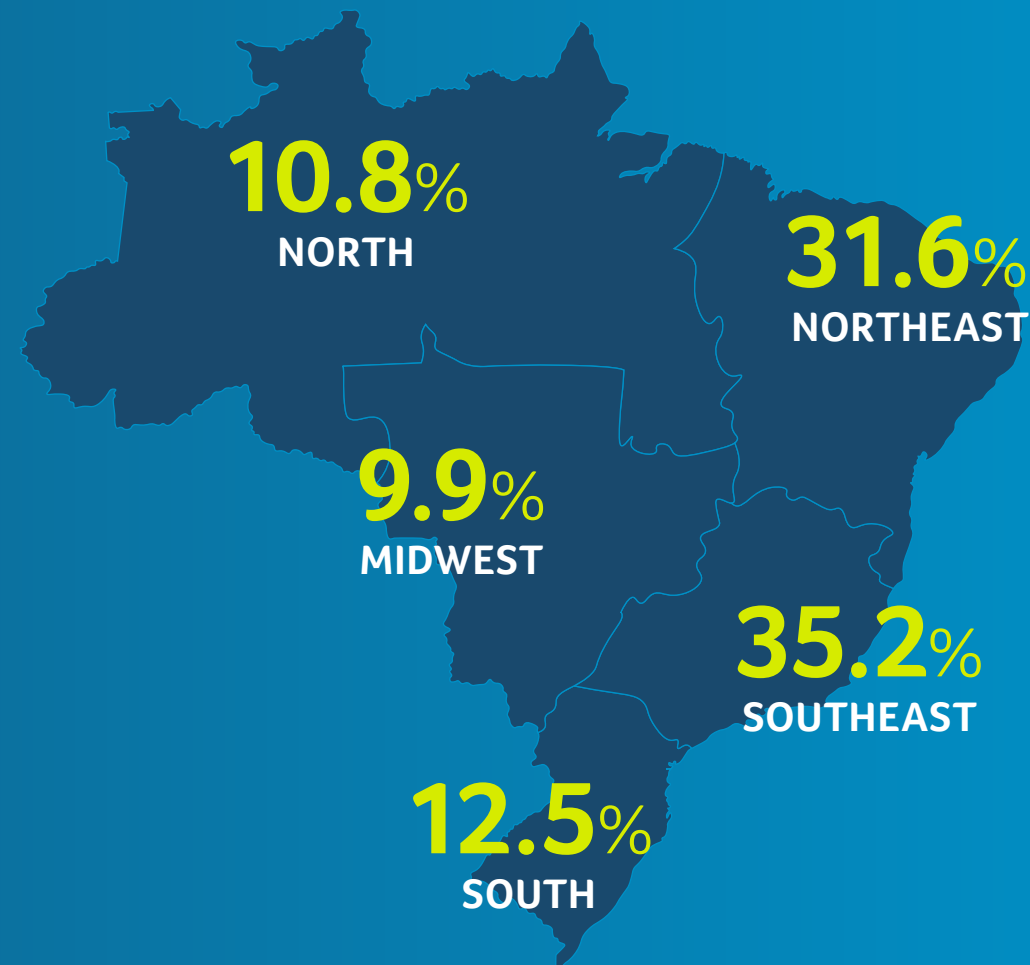 10.8%
NORTH
31.6%
NORTHEAST
9.9%
MIDWEST
35.2%
SOUTHEAST
12.5%
SOUTH